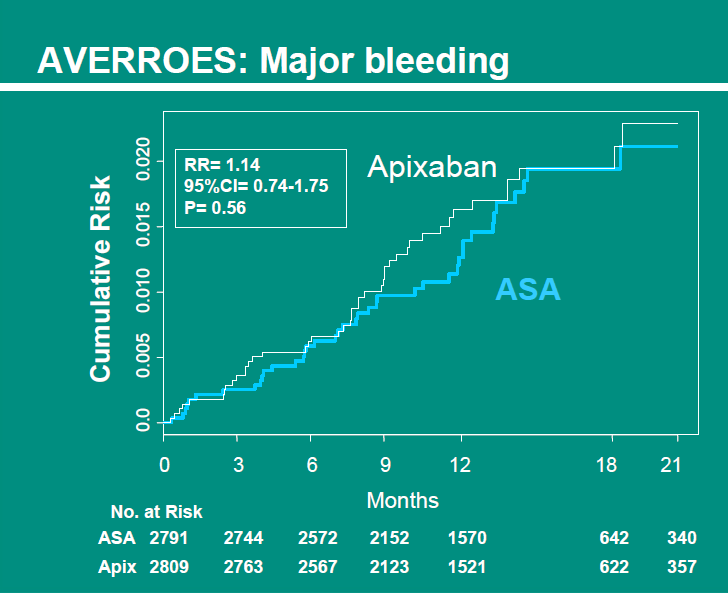 AVERROES: Major bleeding
RR= 1.14
95%CI= 0.74-1.75
P= 0.56
Apixaban
ASA
Cumulative Risk
0.020
0.015
0.010
0.005
0.0
0 3 6 9 12 18 21
Months
No. at Risk
ASA 2791 2744 2572 2152 1570 642 340
Apix 2809 2763 2567 2123 1521 622 357